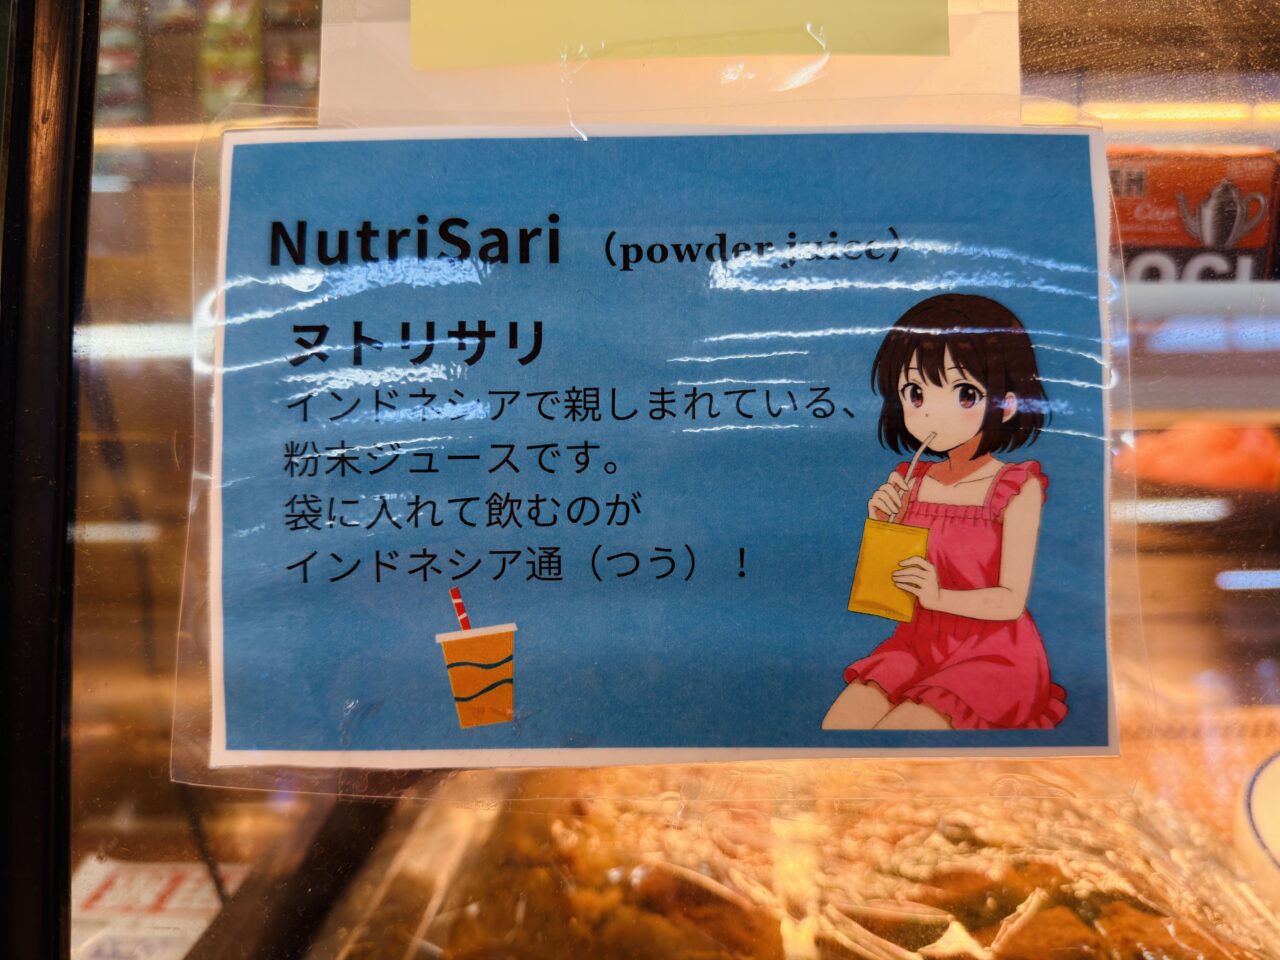 NutriSari （powder juice）
ヌトリサリ
インドネシアで親しまれている、
粉末ジュースです。
袋に入れて飲むのが
インドネシア通（つう）！